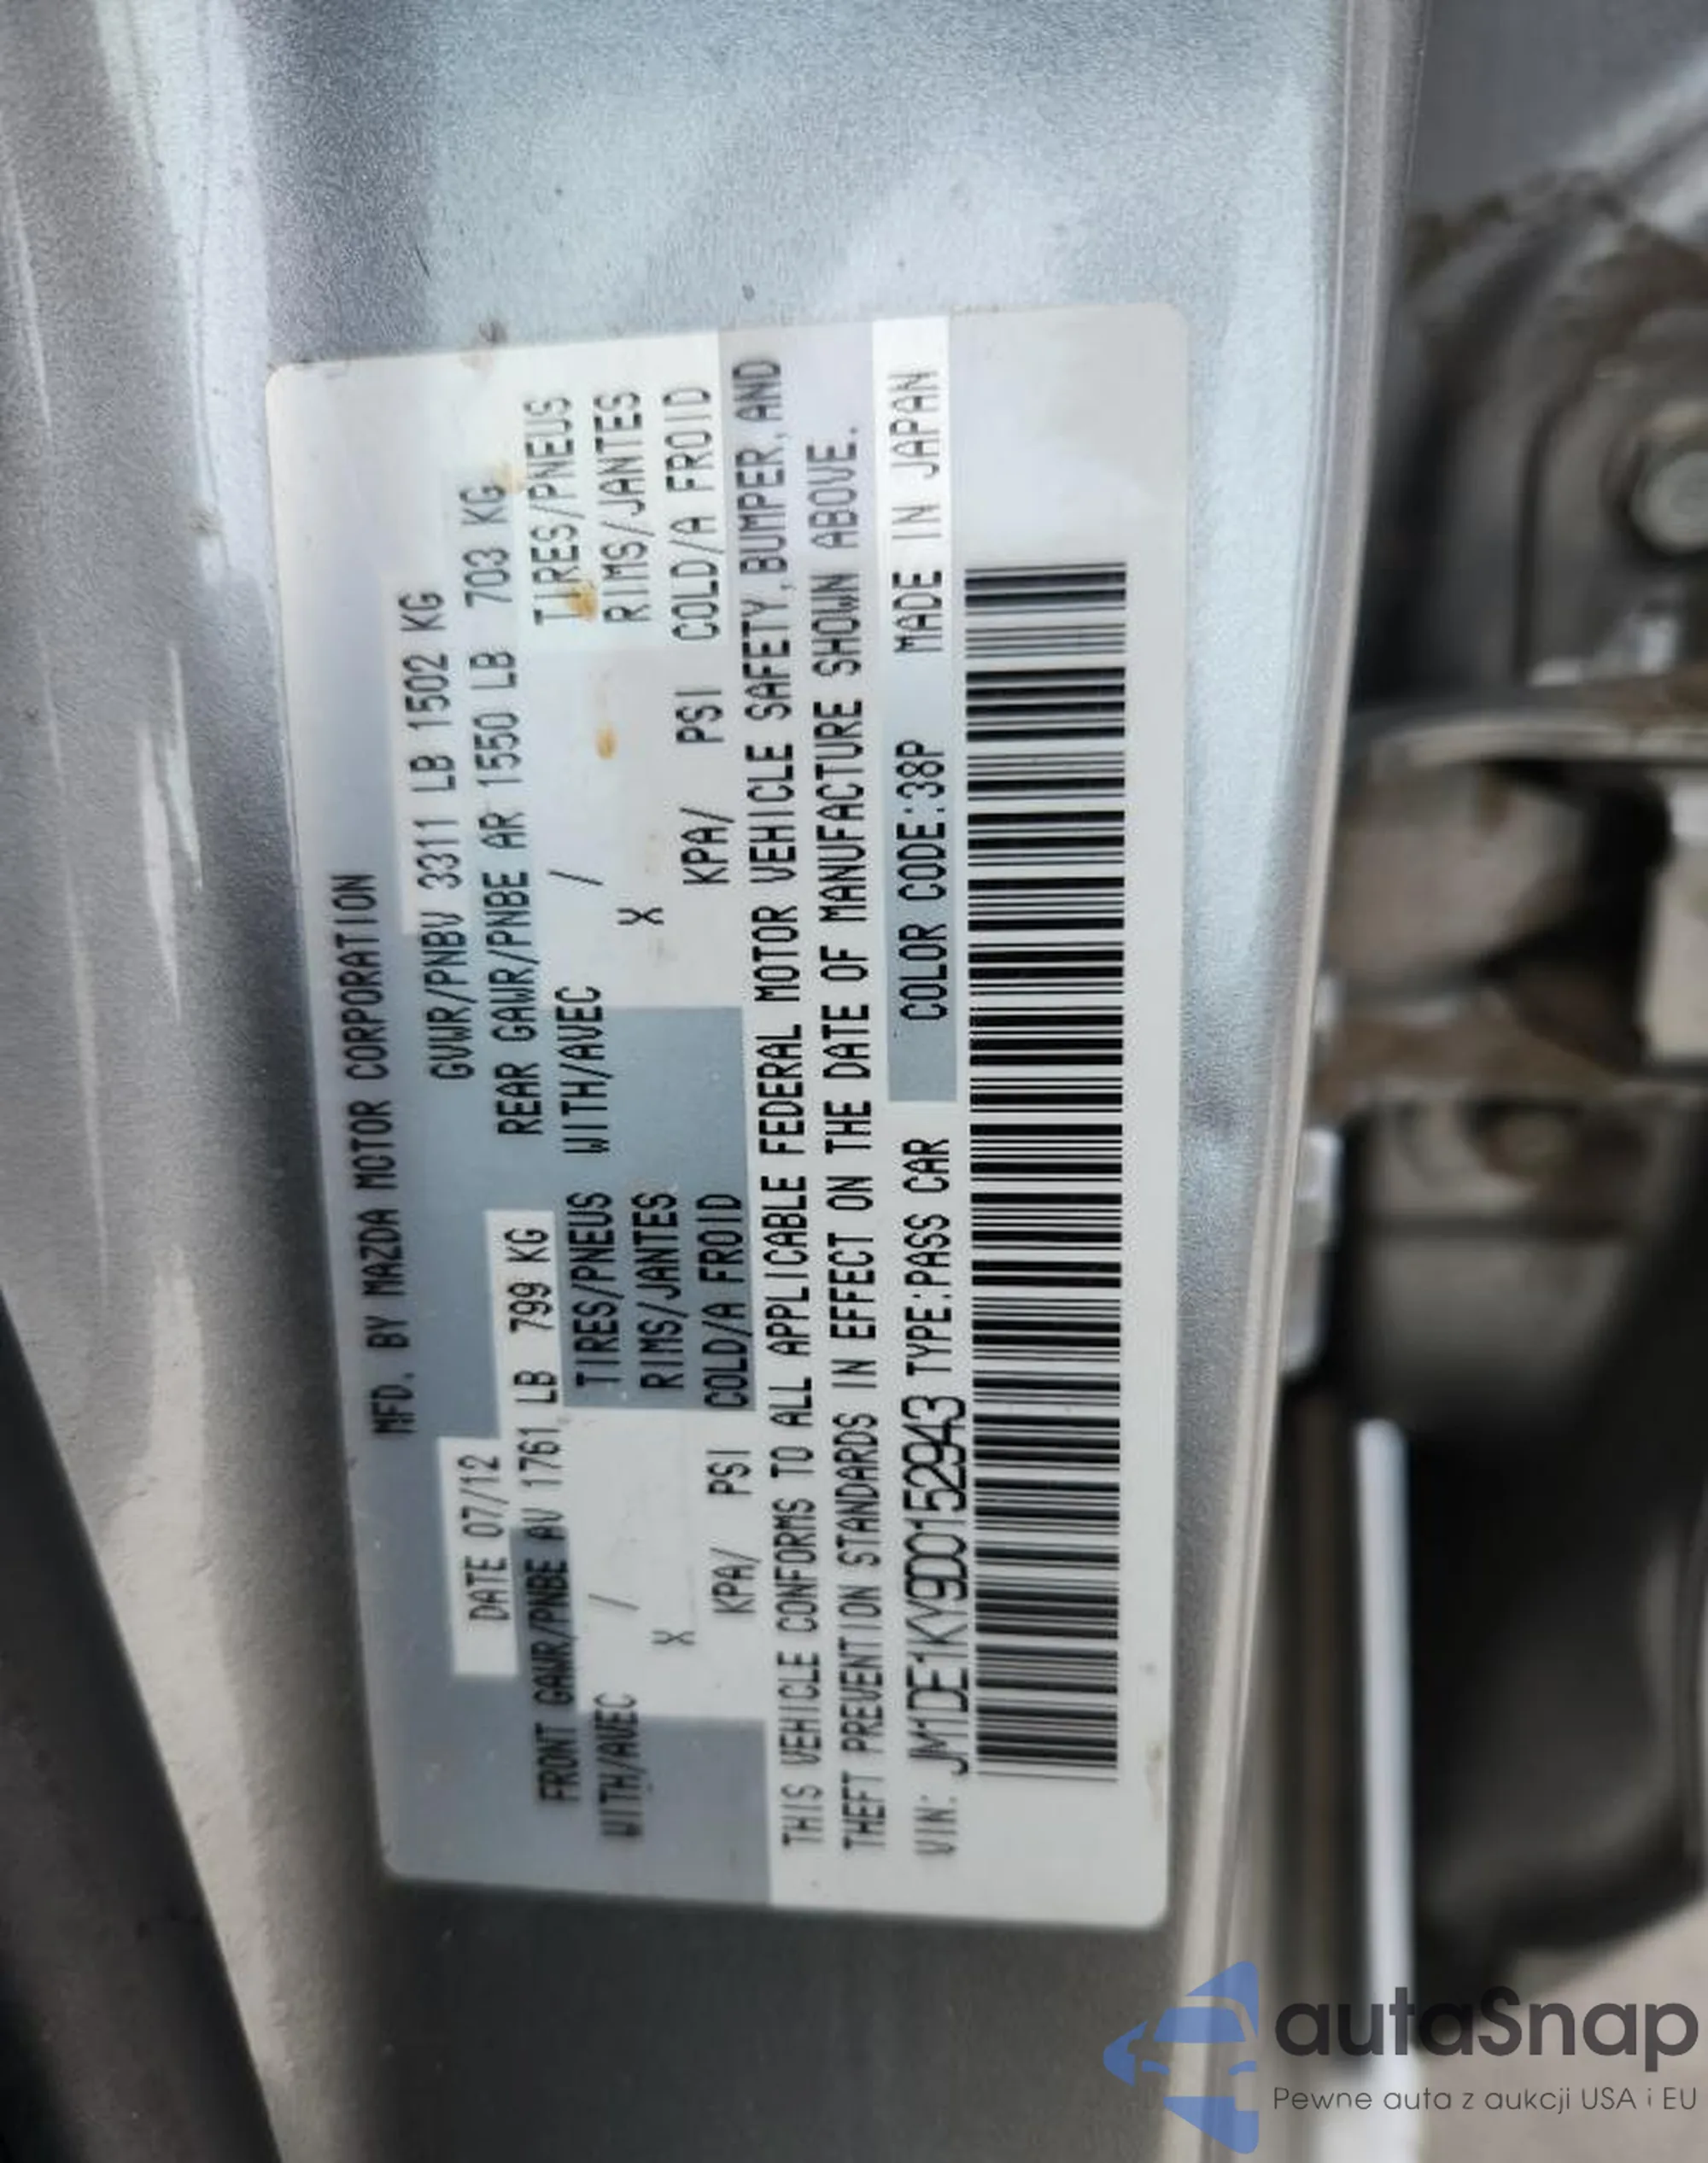 MFD. BY MAZDA MOTOR CORPORATION
DATE 07/12 GVWR/PNBV 3311 LB 1502 KG
FRONT GAWR/PNBE AV 1761 LB 799 KG REAR GAWR/PNBE AR 1550 LB 703 KG
WITH/AVEC / TIRES/PNEUS WITH/AVEC / TIRES/PNEUS
X RIMS/JANTES X RIMS/JANTES
KPA/ PSI COLD/A FROID KPA/ PSI COLD/A FROID
THIS VEHICLE CONFORMS TO ALL APPLICABLE FEDERAL MOTOR VEHICLE SAFETY, BUMPER, AND
THEFT PREVENTION STANDARDS IN EFFECT ON THE DATE OF MANUFACTURE SHOWN ABOVE.
VIN: JM1DE1KY9D0152943 TYPE:PASS CAR COLOR CODE:38P MADE IN JAPAN
autaSnap
Pewne auta z aukcji USA i EU